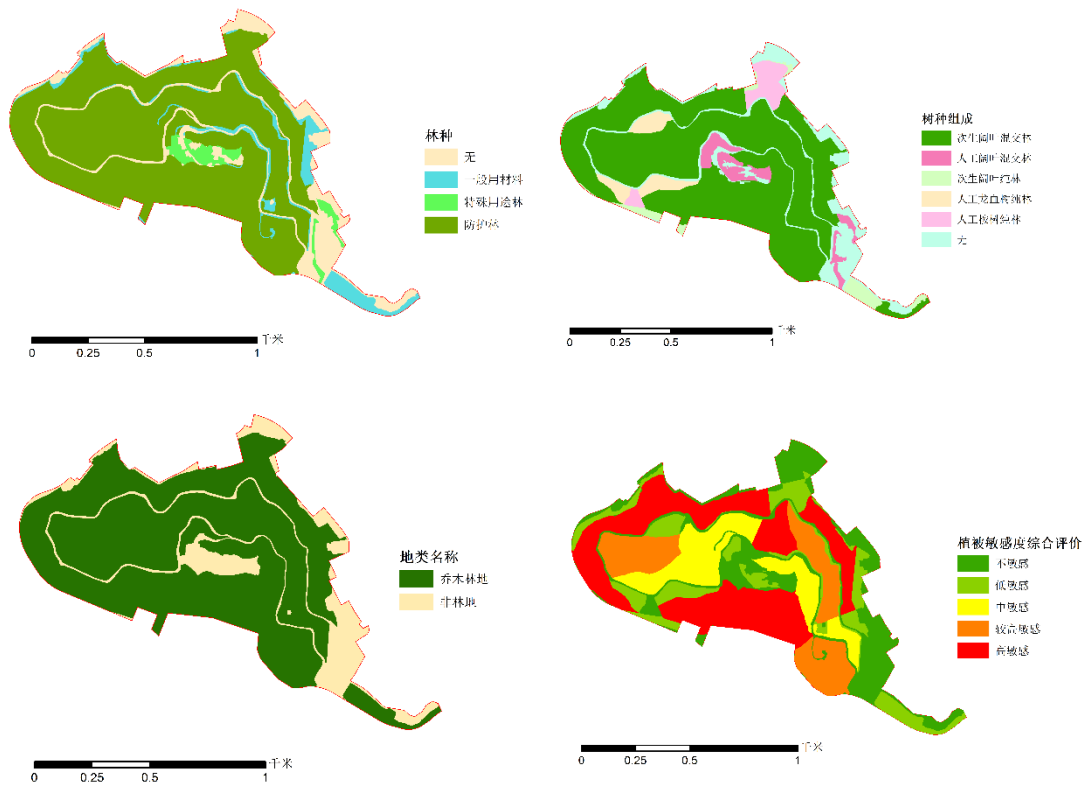 林种
无
一般用材料
特殊用途林
防护林
千米
0 0.25 0.5 1
树种组成
次生阔叶混交林
人工阔叶混交林
次生阔叶纯林
人工龙血树纯林
人工桉树纯林
无
千米
0 0.25 0.5 1
地类名称
乔木林地
非林地
千米
0 0.25 0.5 1
植被敏感度综合评价
不敏感
低敏感
中敏感
较高敏感
高敏感
千米
0 0.25 0.5 1